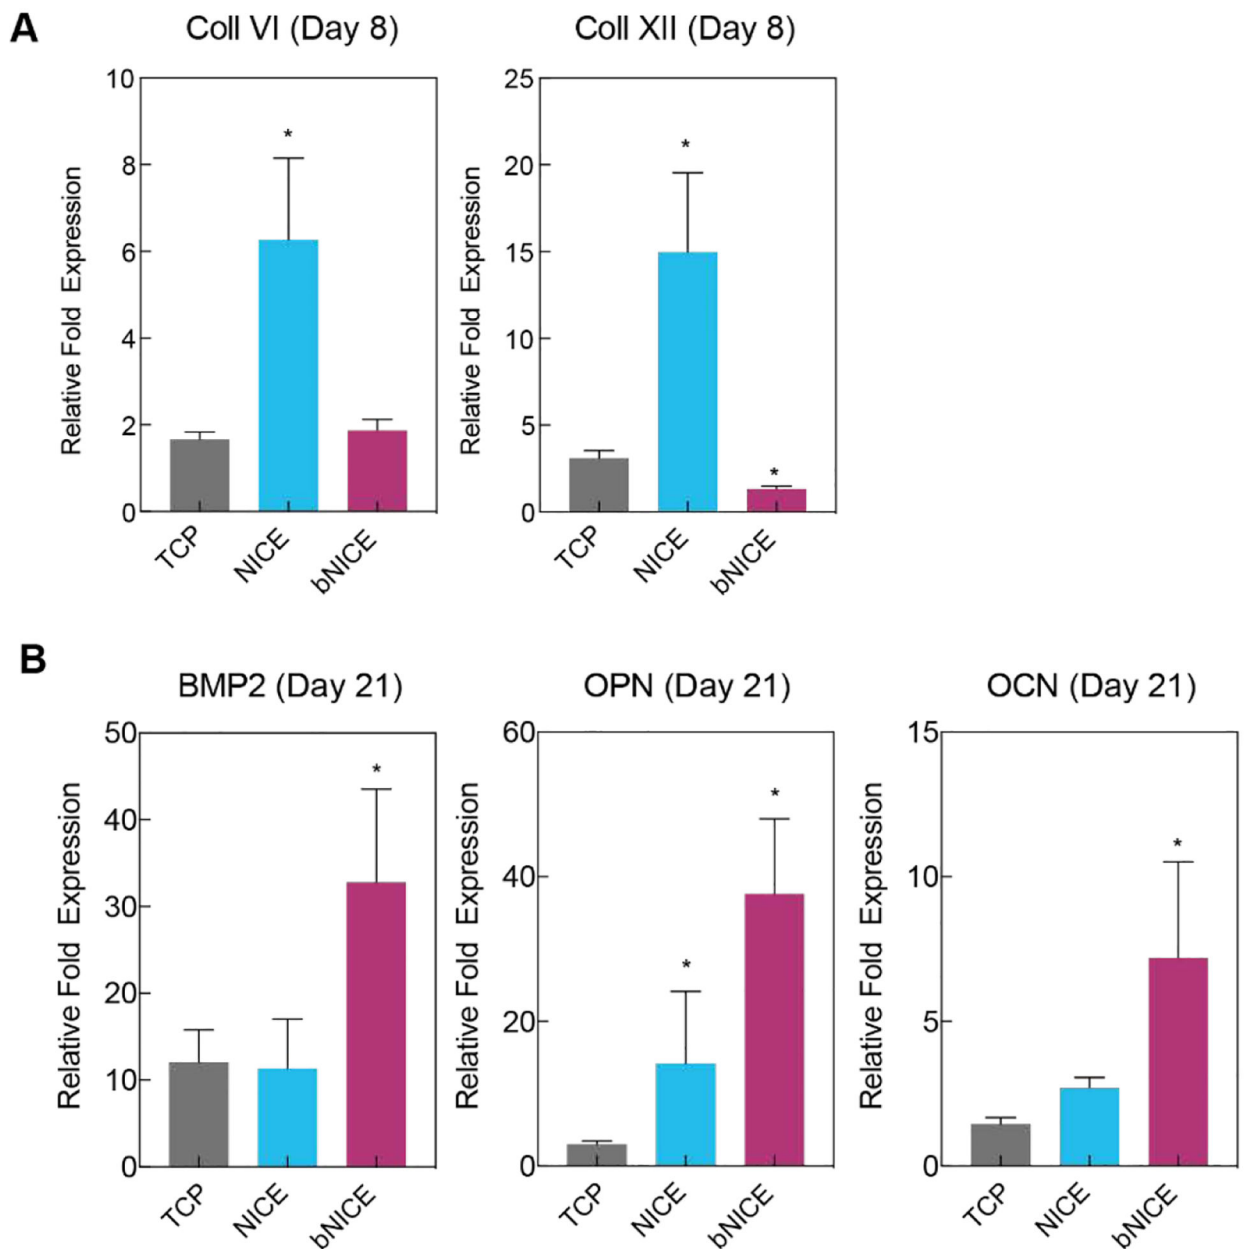 A
Coll VI (Day 8)
Relative Fold Expression
10
8
6
4
2
0
*
TCP
NICE
bNICE
Coll XII (Day 8)
Relative Fold Expression
25
20
15
10
5
0
*
*
TCP
NICE
bNICE
B
BMP2 (Day 21)
Relative Fold Expression
50
40
30
20
10
0
*
TCP
NICE
bNICE
OPN (Day 21)
Relative Fold Expression
60
40
20
0
*
*
TCP
NICE
bNICE
OCN (Day 21)
Relative Fold Expression
15
10
5
0
*
TCP
NICE
bNICE